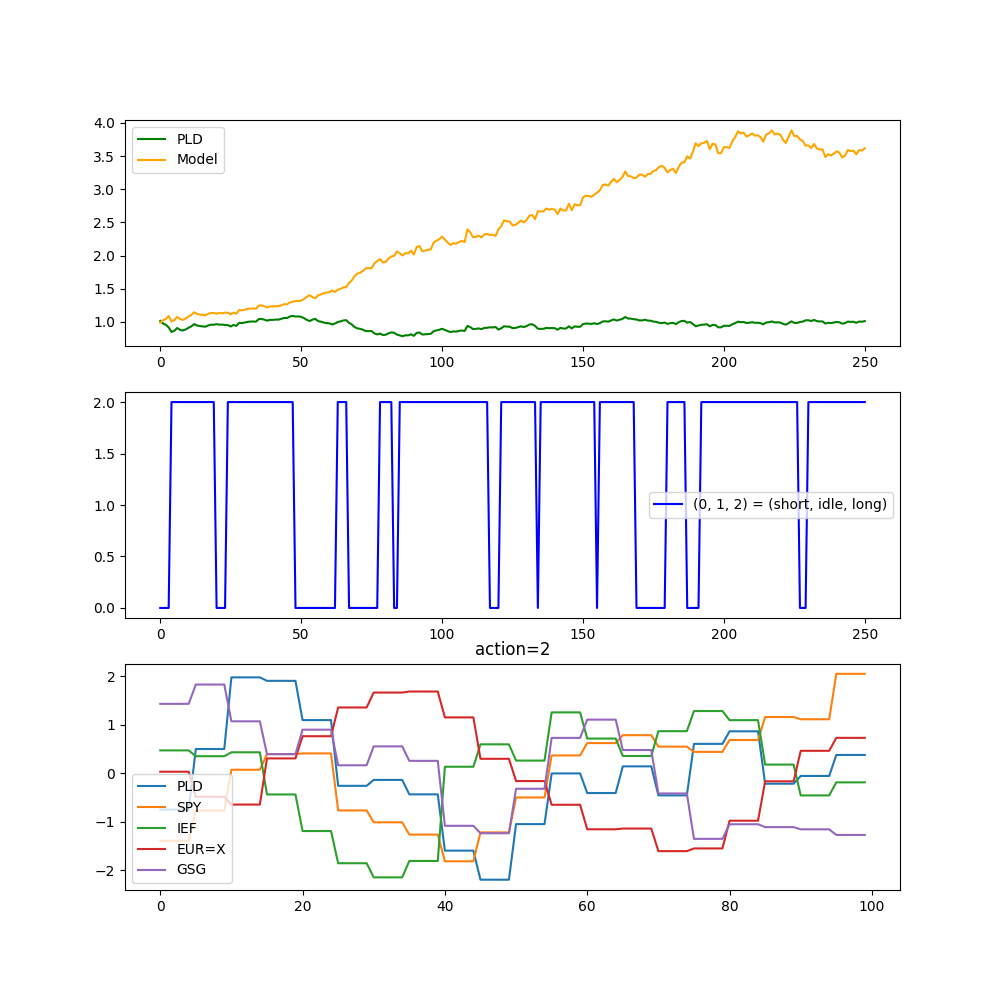 4.0
3.5
3.0
2.5
2.0
1.5
1.0
PLD
Model
0 50 100 150 200 250
2.0
1.5
1.0
0.5
0.0
(0, 1, 2) = (short, idle, long)
0 50 100 150 200 250
action=2
2
1
0
−1
−2
PLD
SPY
IEF
EUR=X
GSG
0 20 40 60 80 100